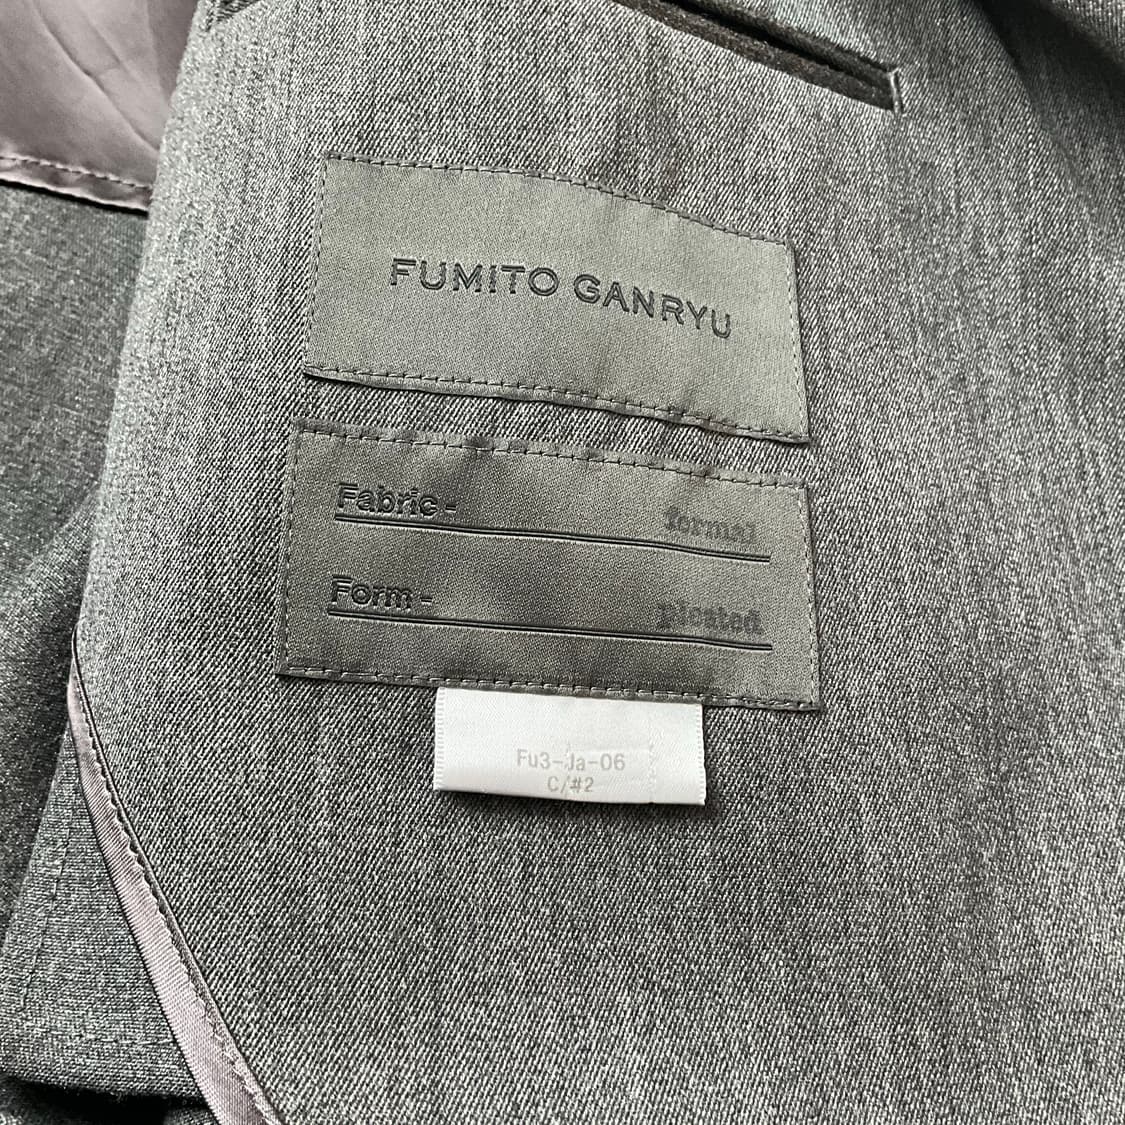 FUMITO GANRYU
Fabric - formal
Form - pleated
Fu3-Ja-06
C/#2